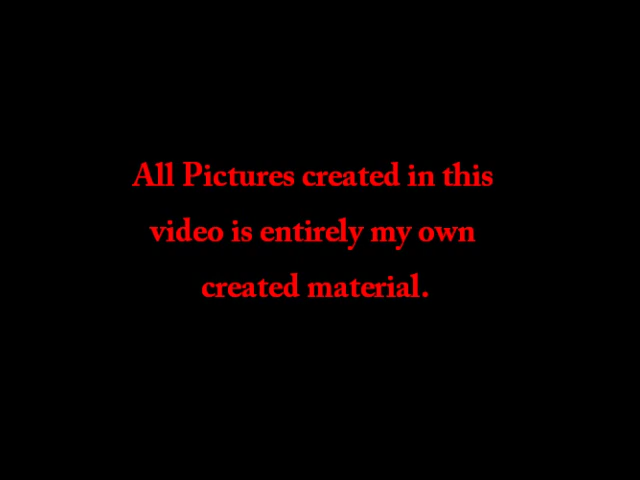 All Pictures created in this
video is entirely my own
created material.